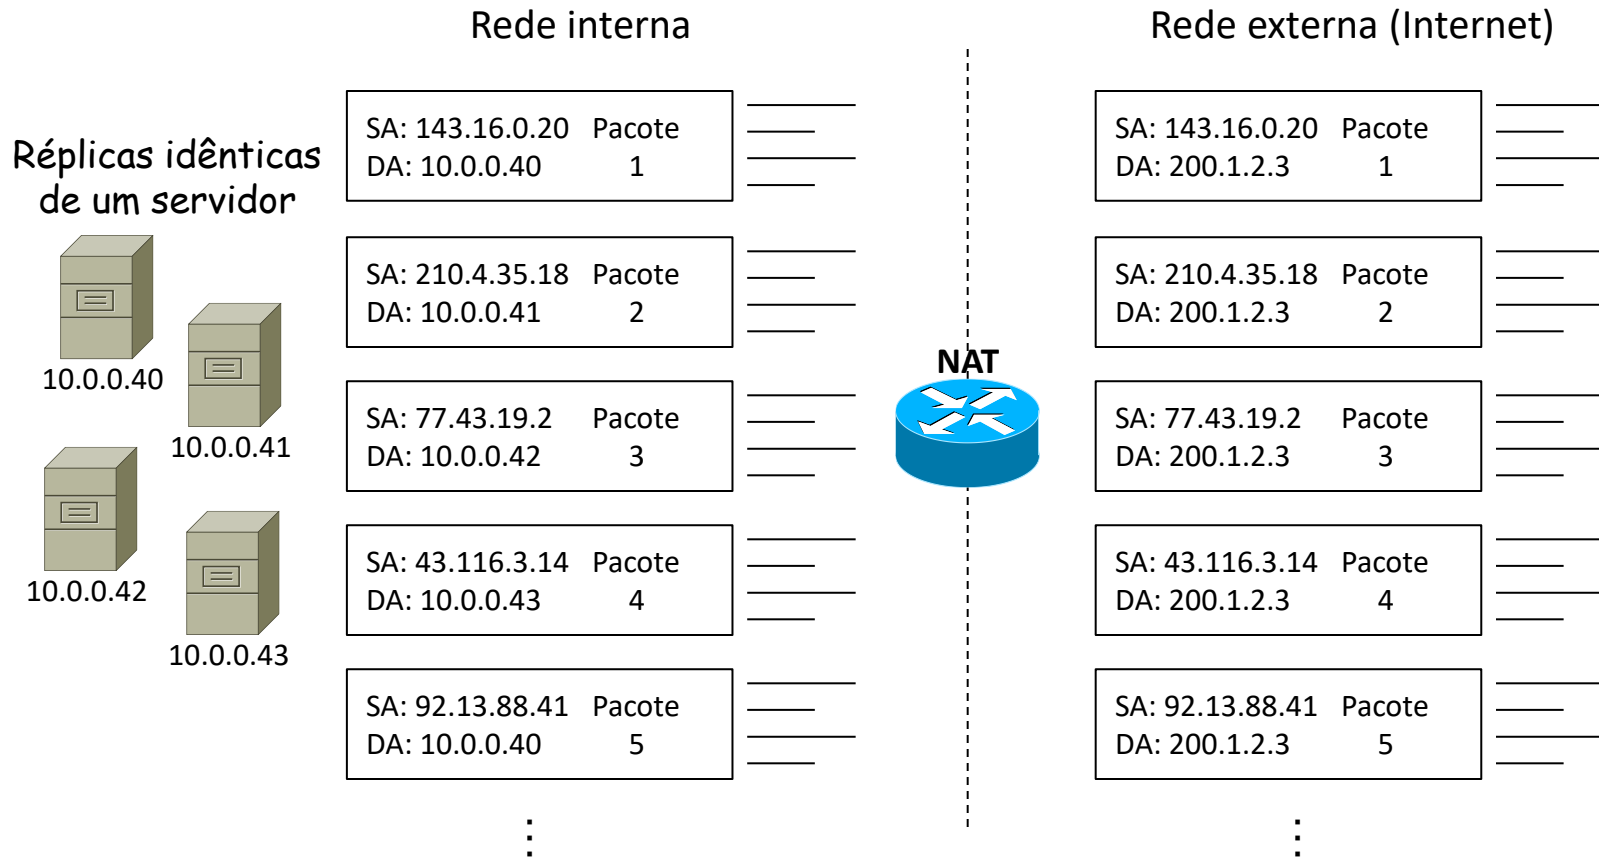 Rede interna
Rede externa (Internet)
Réplicas idênticas
de um servidor
10.0.0.40
10.0.0.41
10.0.0.42
10.0.0.43
SA: 143.16.0.20 Pacote
DA: 10.0.0.40 1
SA: 210.4.35.18 Pacote
DA: 10.0.0.41 2
SA: 77.43.19.2 Pacote
DA: 10.0.0.42 3
SA: 43.116.3.14 Pacote
DA: 10.0.0.43 4
SA: 92.13.88.41 Pacote
DA: 10.0.0.40 5
NAT
SA: 143.16.0.20 Pacote
DA: 200.1.2.3 1
SA: 210.4.35.18 Pacote
DA: 200.1.2.3 2
SA: 77.43.19.2 Pacote
DA: 200.1.2.3 3
SA: 43.116.3.14 Pacote
DA: 200.1.2.3 4
SA: 92.13.88.41 Pacote
DA: 200.1.2.3 5